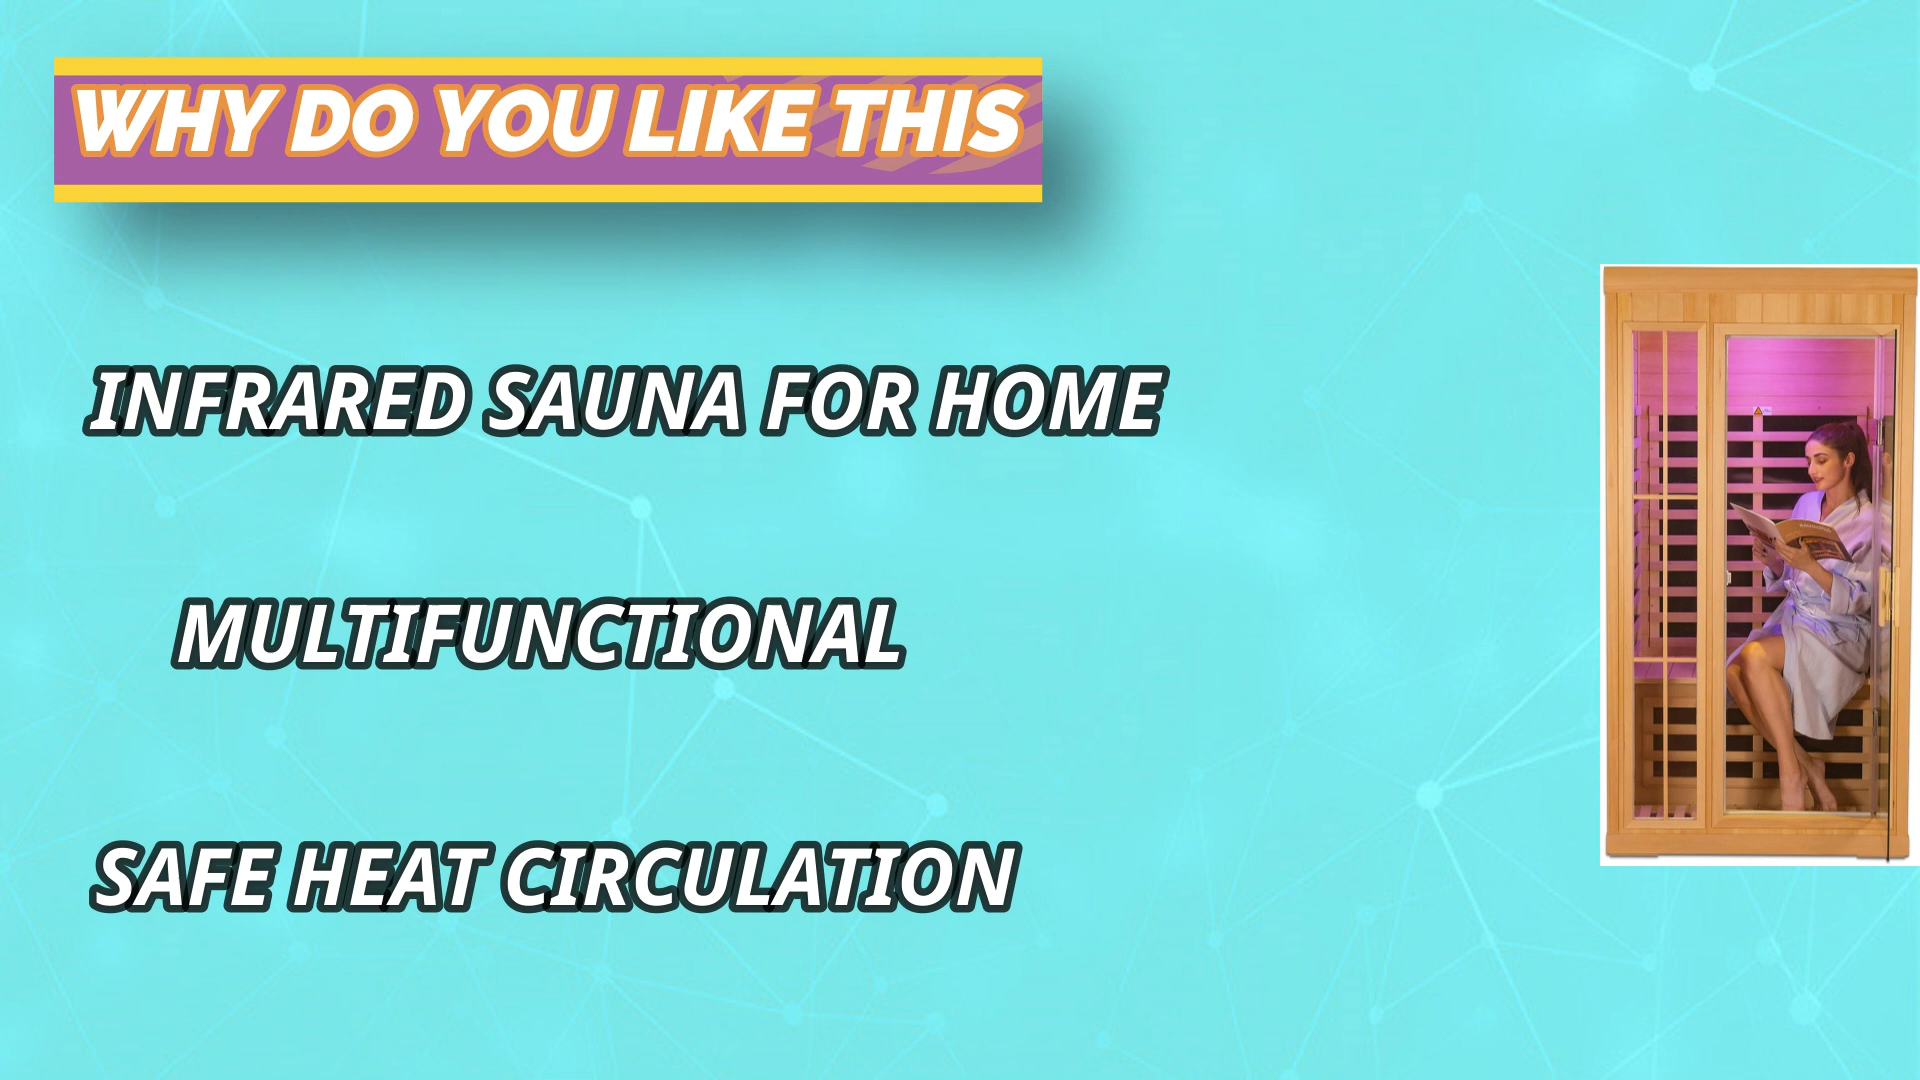 WHY DO YOU LIKE THIS
INFRARED SAUNA FOR HOME
MULTIFUNCTIONAL
SAFE HEAT CIRCULATION